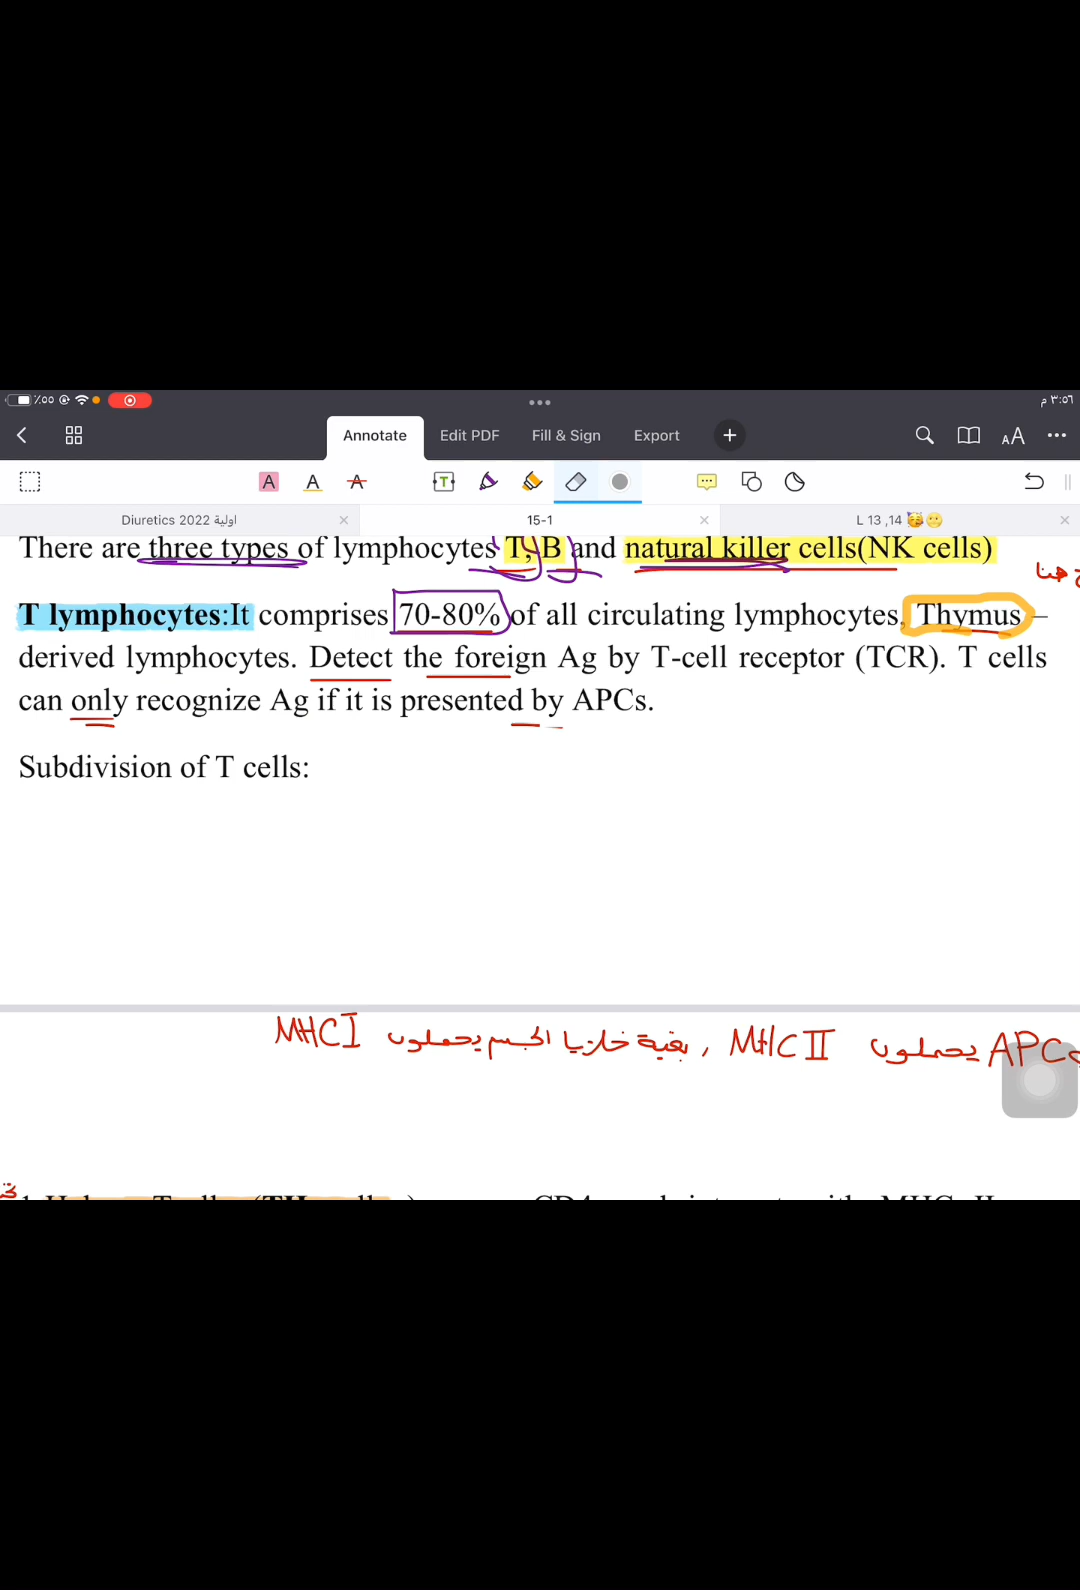 ٪٥٥
٣:٥٦ م
Annotate Edit PDF Fill & Sign Export
AA
A A A T
Diuretics 2022 اولية
15-1
L 13 ,14 🥳🙂
There are three types of lymphocytes T, B and natural killer cells(NK cells)
هنا
T lymphocytes:It comprises 70-80% of all circulating lymphocytes, Thymus –
derived lymphocytes. Detect the foreign Ag by T-cell receptor (TCR). T cells
can only recognize Ag if it is presented by APCs.
Subdivision of T cells:
APCs يحملون MHC II , بقية خلايا الجسم يحملون MHC I